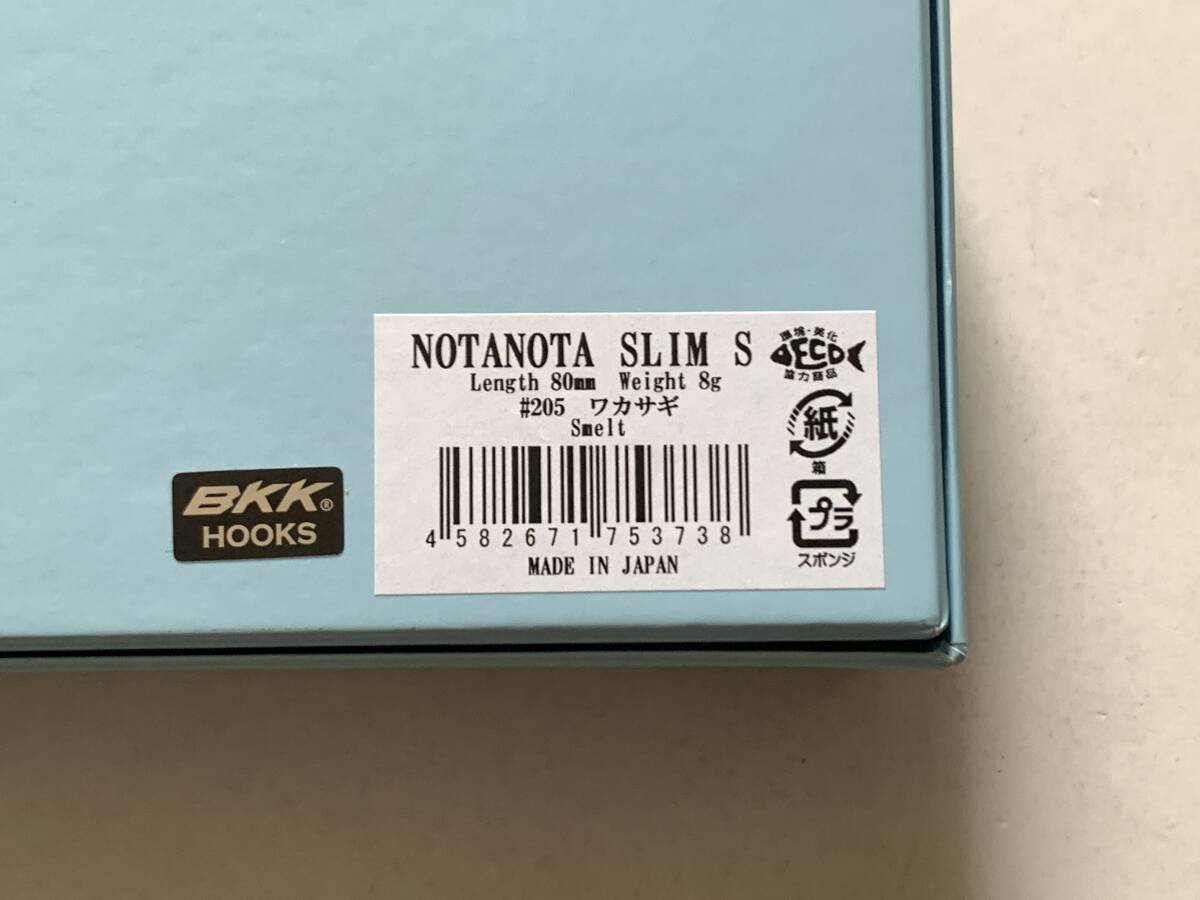 NOTANOTA SLIM S
Length 80mm Weight 8g
#205 ワカサギ
Smelt
4 582671 753738
MADE IN JAPAN
環境・美化
ECO
協力商品
紙
箱
プラ
スポンジ
BKK®
HOOKS